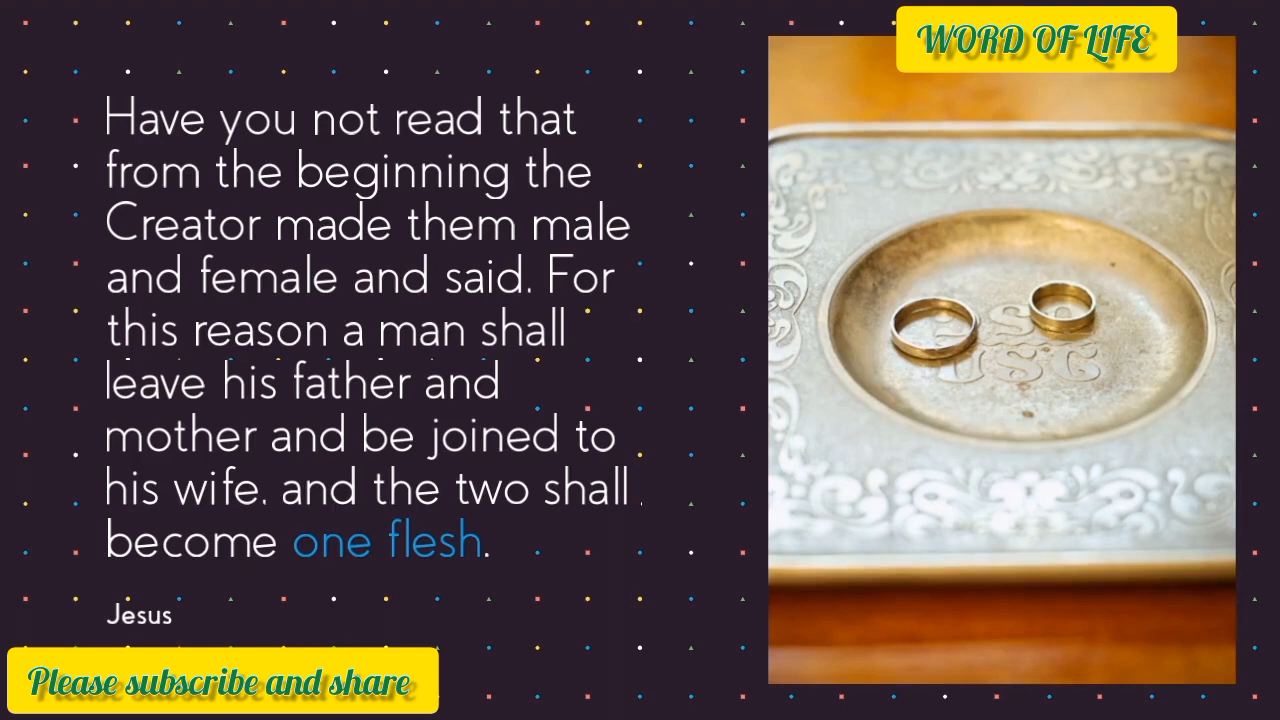 WORD OF LIFE
Have you not read that
from the beginning the
Creator made them male
and female and said. For
this reason a man shall
leave his father and
mother and be joined to
his wife. and the two shall
become one flesh.
Jesus
Please subscribe and share